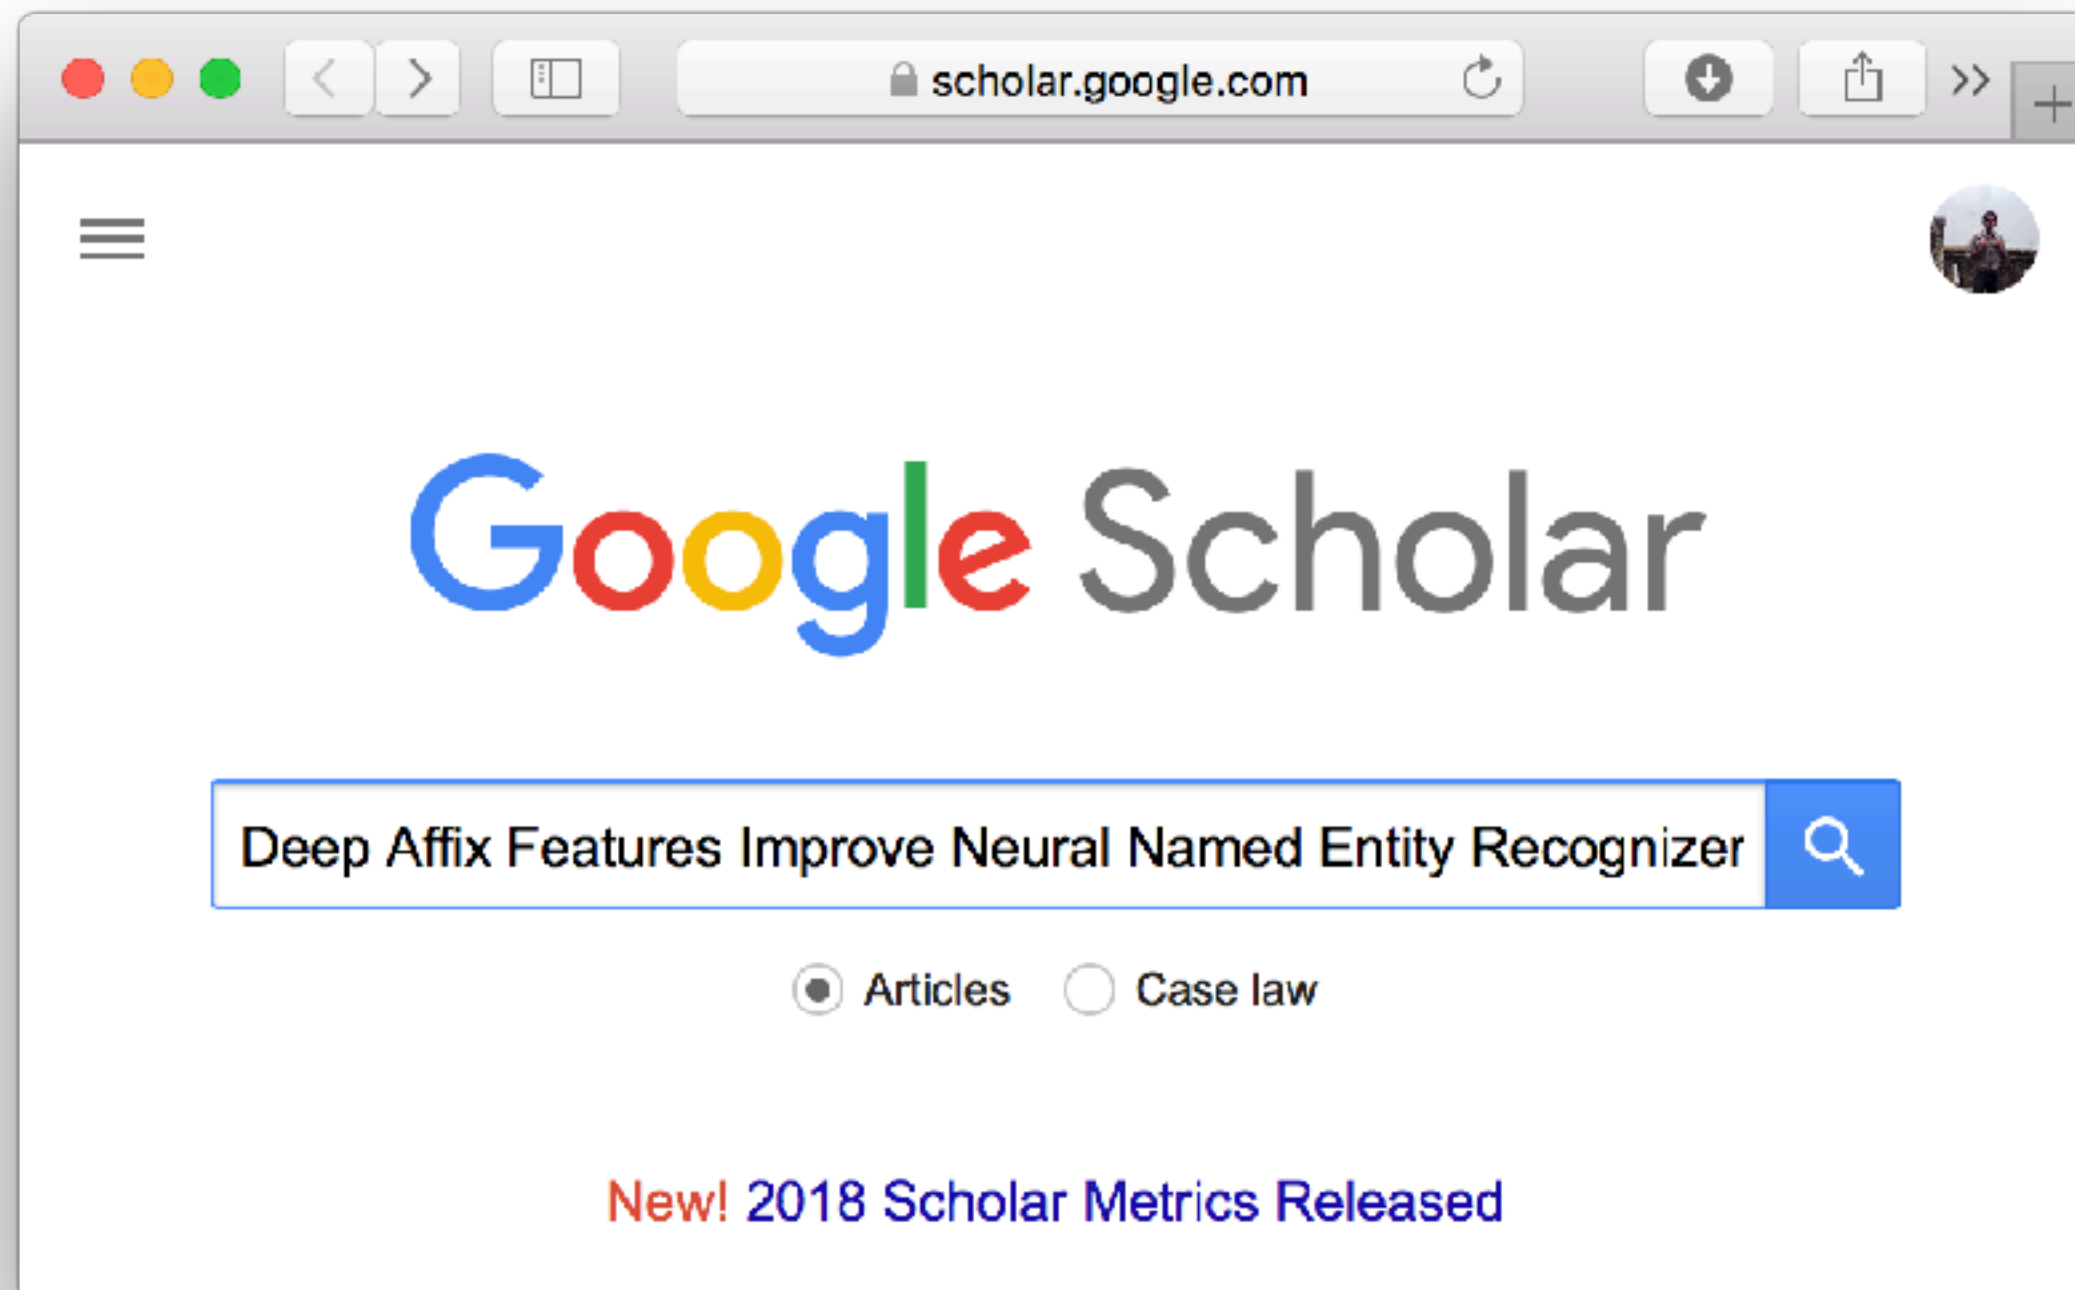 scholar.google.com
Google Scholar
Deep Affix Features Improve Neural Named Entity Recognizer
Articles Case law
New! 2018 Scholar Metrics Released